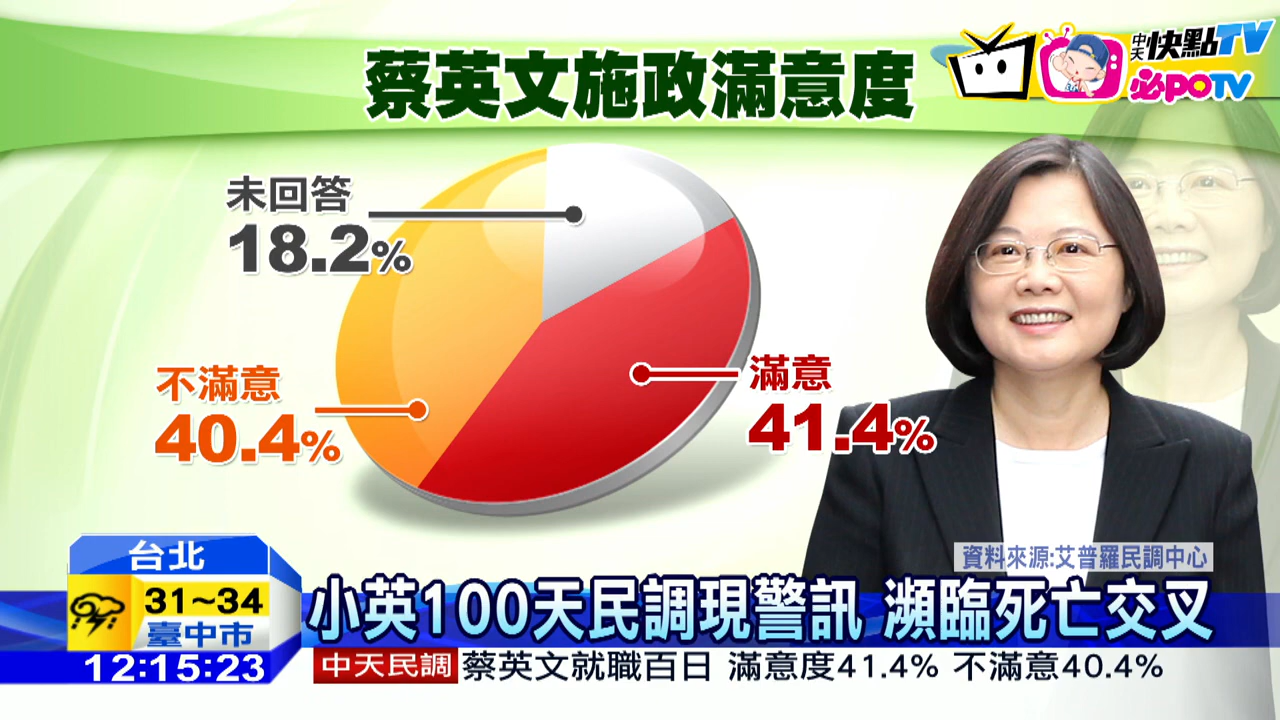 蔡英文施政滿意度
中天快點TV
必POTV
未回答
18.2%
不滿意
40.4%
滿意
41.4%
資料來源:艾普羅民調中心
台北
31~34
臺中市
12:15:23
小英100天民調現警訊 瀕臨死亡交叉
中天民調 蔡英文就職百日 滿意度41.4% 不滿意40.4%